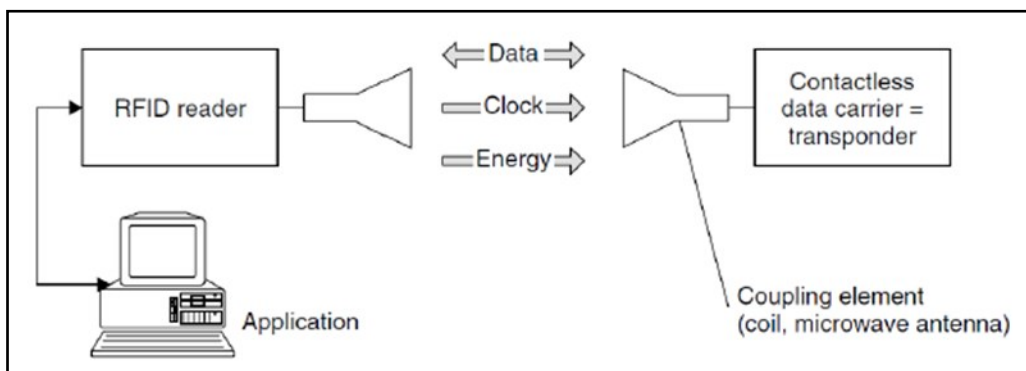 RFID reader
Data
Clock
Energy
Contactless
data carrier =
transponder
Application
Coupling element
(coil, microwave antenna)